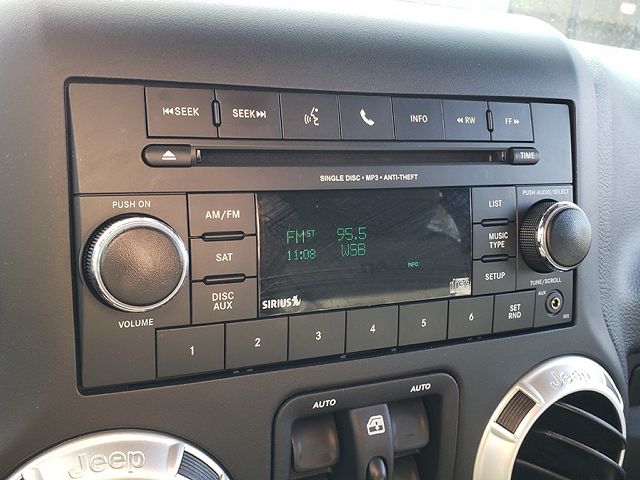 SEEK
SEEK
INFO
RW
FF
TIME
SINGLE DISC • MP3 • ANTI-THEFT
PUSH ON
VOLUME
AM/FM
SAT
DISC
AUX
FM ST 95.5
11:08 WSB
INFO
SIRIUS
LIST
MUSIC
TYPE
SETUP
PUSH AUDIO/SELECT
TUNE/SCROLL
AUX
1
2
3
4
5
6
SET
RND
AUTO
AUTO
Jeep
Jeep